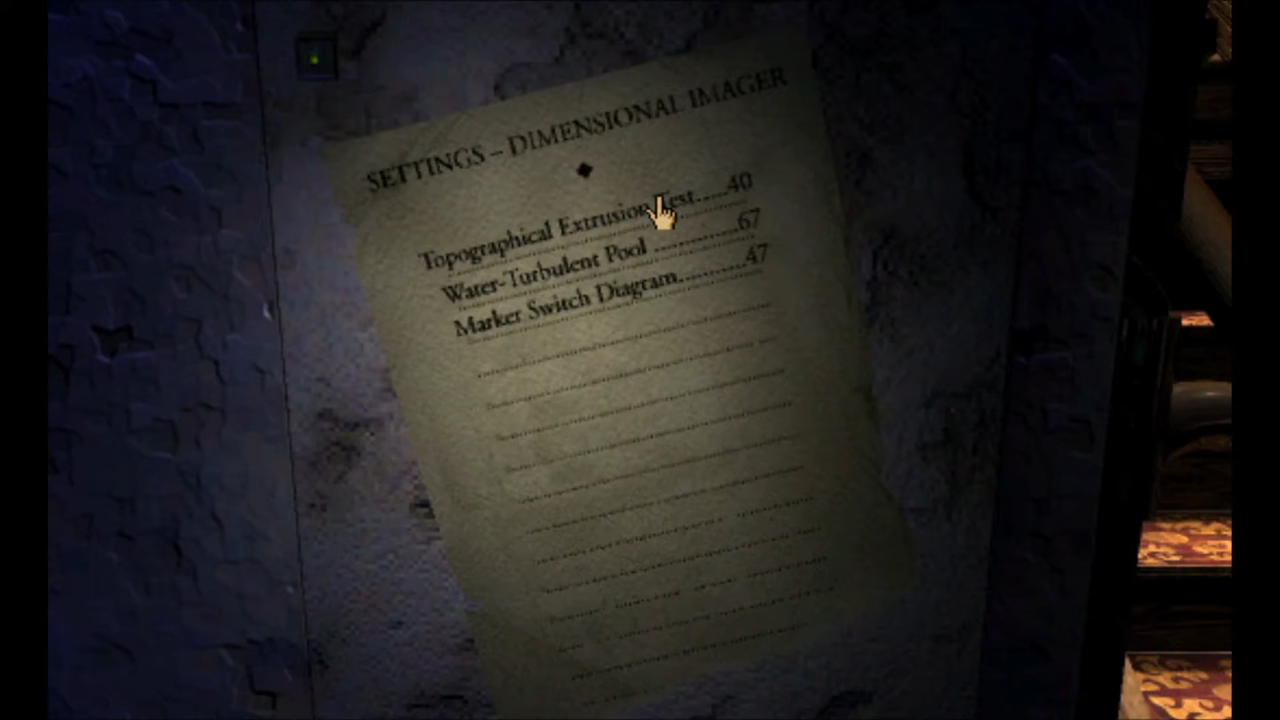 SETTINGS – DIMENSIONAL IMAGER
Topographical Extrusion Test.....40
Water-Turbulent Pool ..............67
Marker Switch Diagram...........47